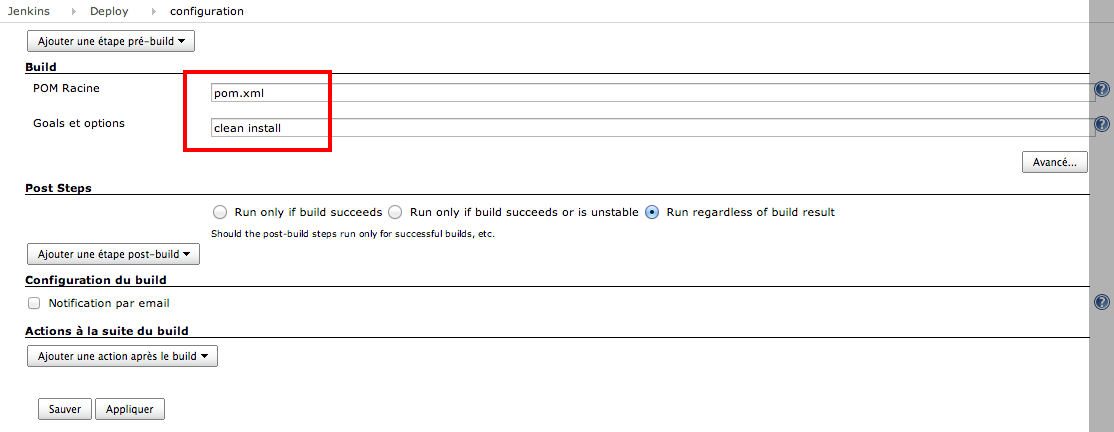 Jenkins Deploy configuration
Ajouter une étape pré-build
Build
POM Racine pom.xml
Goals et options clean install
Avancé...
Post Steps
Run only if build succeeds Run only if build succeeds or is unstable Run regardless of build result
Should the post-build steps run only for successful builds, etc.
Ajouter une étape post-build
Configuration du build
Notification par email
Actions à la suite du build
Ajouter une action après le build
Sauver Appliquer